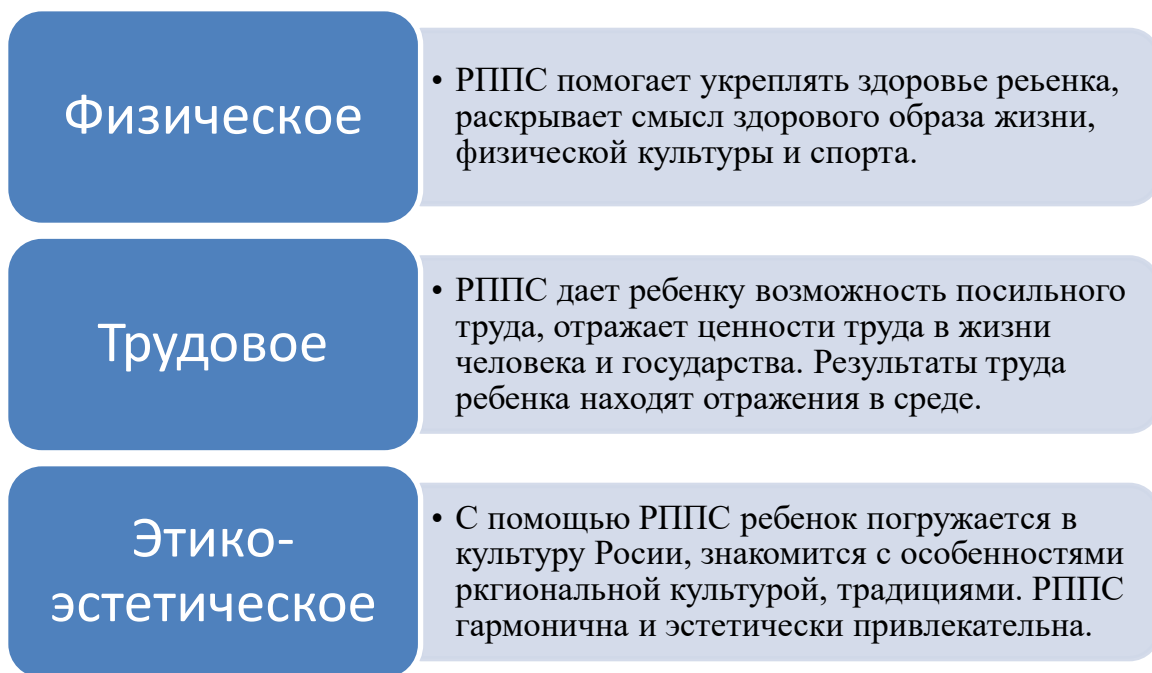 Физическое
• РППС помогает укреплять здоровье реьенка,
раскрывает смысл здорового образа жизни,
физической культуры и спорта.
Трудовое
• РППС дает ребенку возможность посильного
труда, отражает ценности труда в жизни
человека и государства. Результаты труда
ребенка находят отражения в среде.
Этико-
эстетическое
• С помощью РППС ребенок погружается в
культуру Росии, знакомится с особенностями
ркгиональной культурой, традициями. РППС
гармонична и эстетически привлекательна.